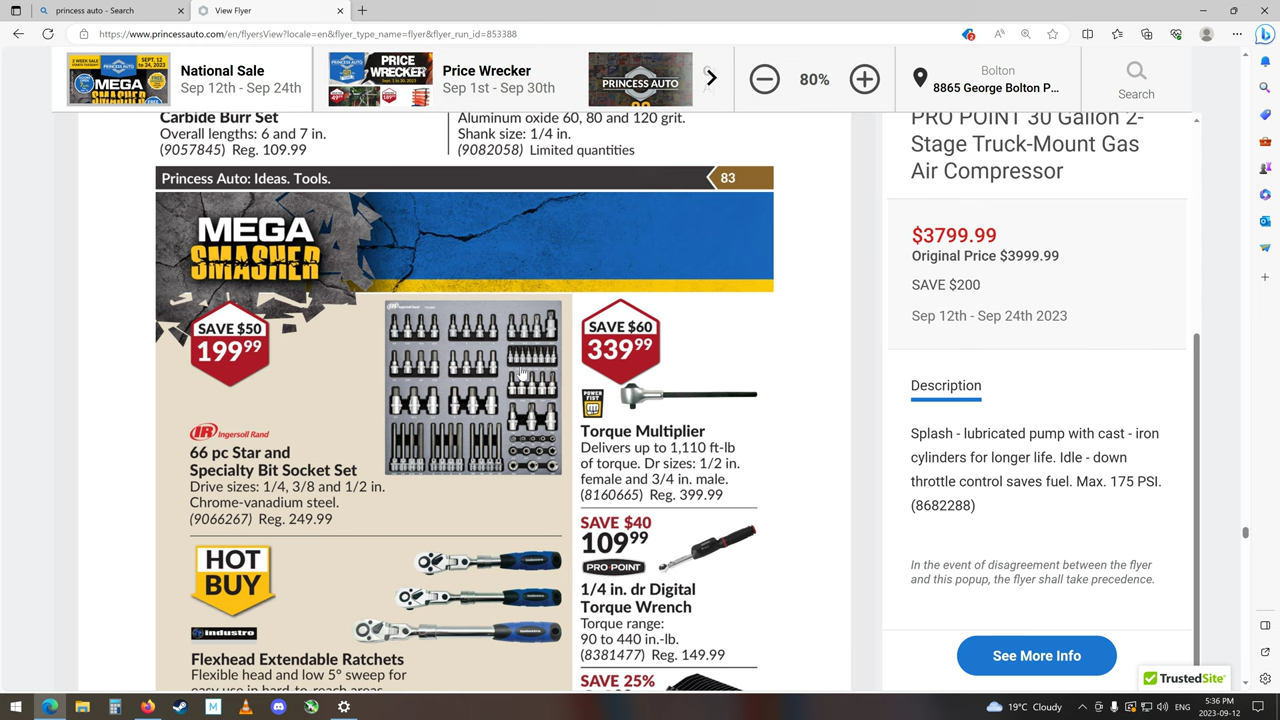 princess auto - Search
View Flyer
https://www.princessauto.com/en/flyersView?locale=en&flyer_type_name=flyer&flyer_run_id=853388
National Sale
Sep 12th - Sep 24th
Price Wrecker
Sep 1st - Sep 30th
PRINCESS AUTO
80%
Bolton
8865 George Bolton P...
Search
Carbide Burr Set
Overall lengths: 6 and 7 in.
(9057845) Reg. 109.99
Aluminum oxide 60, 80 and 120 grit.
Shank size: 1/4 in.
(9082058) Limited quantities
Princess Auto: Ideas. Tools.
83
MEGA
SMASHER
SAVE $50
199 99
Ingersoll Rand
66 pc Star and
Specialty Bit Socket Set
Drive sizes: 1/4, 3/8 and 1/2 in.
Chrome-vanadium steel.
(9066267) Reg. 249.99
SAVE $60
339 99
POWER
FIST
Torque Multiplier
Delivers up to 1,110 ft-lb
of torque. Dr sizes: 1/2 in.
female and 3/4 in. male.
(8160665) Reg. 399.99
SAVE $40
109 99
PRO.POINT
1/4 in. dr Digital
Torque Wrench
Torque range:
90 to 440 in.-lb.
(8381477) Reg. 149.99
SAVE 25%
HOT
BUY
industro
Flexhead Extendable Ratchets
Flexible head and low 5° sweep for
easy use in hard-to-reach areas
PRO POINT 30 Gallon 2-
Stage Truck-Mount Gas
Air Compressor
$3799.99
Original Price $3999.99
SAVE $200
Sep 12th - Sep 24th 2023
Description
Splash - lubricated pump with cast - iron
cylinders for longer life. Idle - down
throttle control saves fuel. Max. 175 PSI.
(8682288)
In the event of disagreement between the flyer
and this popup, the flyer shall take precedence.
See More Info
TrustedSite
19°C Cloudy
ENG
5:36 PM
2023-09-12